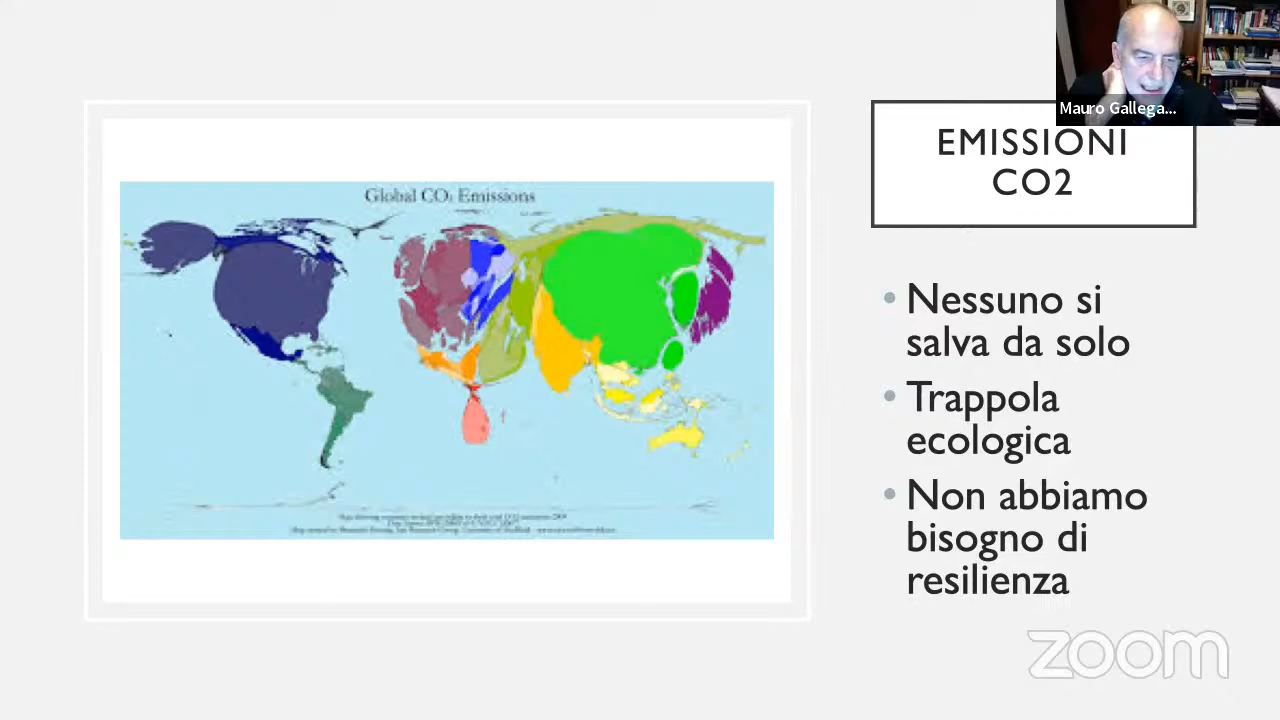 Mauro Gallega...
EMISSIONI
CO2
Global CO₂ Emissions
• Nessuno si
salva da solo
• Trappola
ecologica
• Non abbiamo
bisogno di
resilienza
zoom